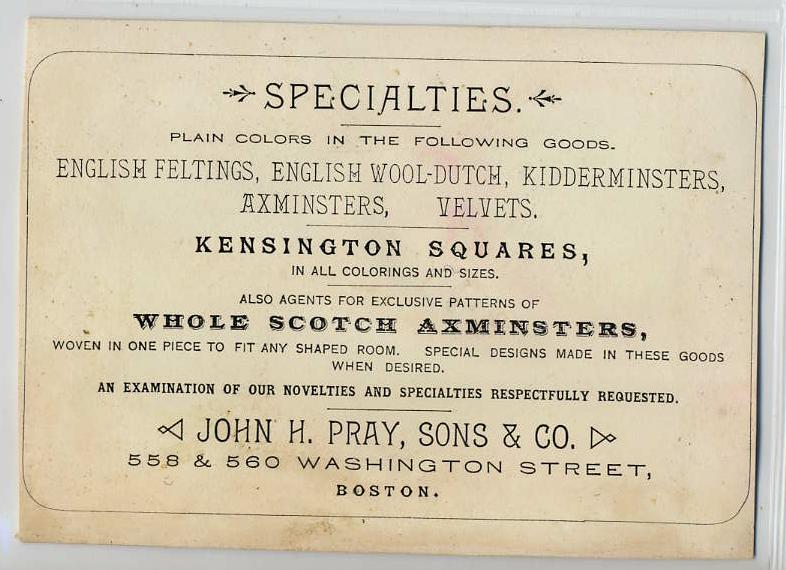 SPECIALTIES.
PLAIN COLORS IN THE FOLLOWING GOODS.
ENGLISH FELTINGS, ENGLISH WOOL-DUTCH, KIDDERMINSTERS,
AXMINSTERS, VELVETS.
KENSINGTON SQUARES,
IN ALL COLORINGS AND SIZES.
ALSO AGENTS FOR EXCLUSIVE PATTERNS OF
WHOLE SCOTCH AXMINSTERS,
WOVEN IN ONE PIECE TO FIT ANY SHAPED ROOM. SPECIAL DESIGNS MADE IN THESE GOODS
WHEN DESIRED.
AN EXAMINATION OF OUR NOVELTIES AND SPECIALTIES RESPECTFULLY REQUESTED.
JOHN H. PRAY, SONS & CO.
558 & 560 WASHINGTON STREET,
BOSTON.